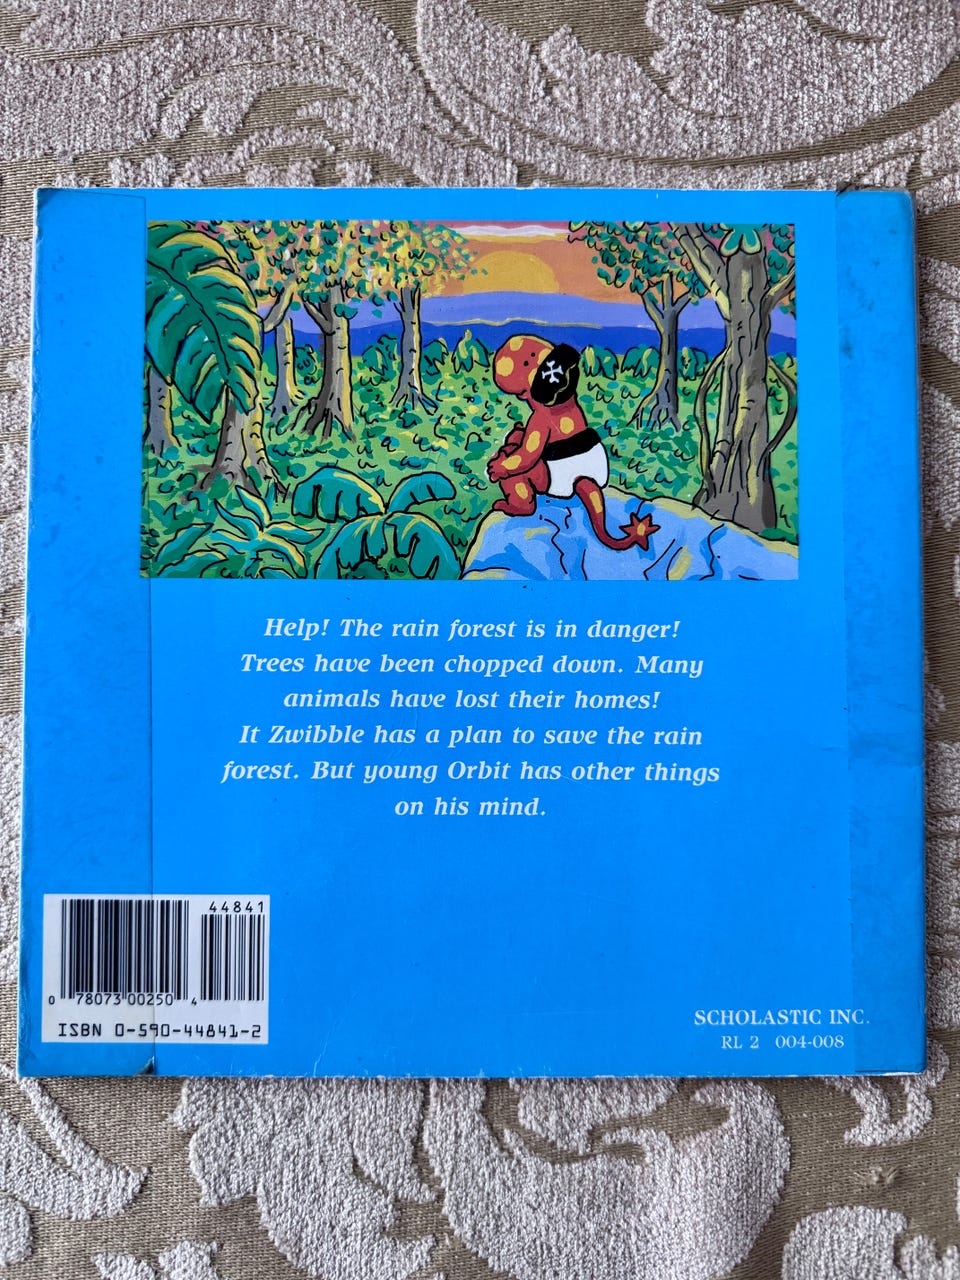 Help! The rain forest is in danger!
Trees have been chopped down. Many
animals have lost their homes!
It Zwibble has a plan to save the rain
forest. But young Orbit has other things
on his mind.
44841
0 78073 00250 4
ISBN 0-590-44841-2
SCHOLASTIC INC.
RL 2 004-008